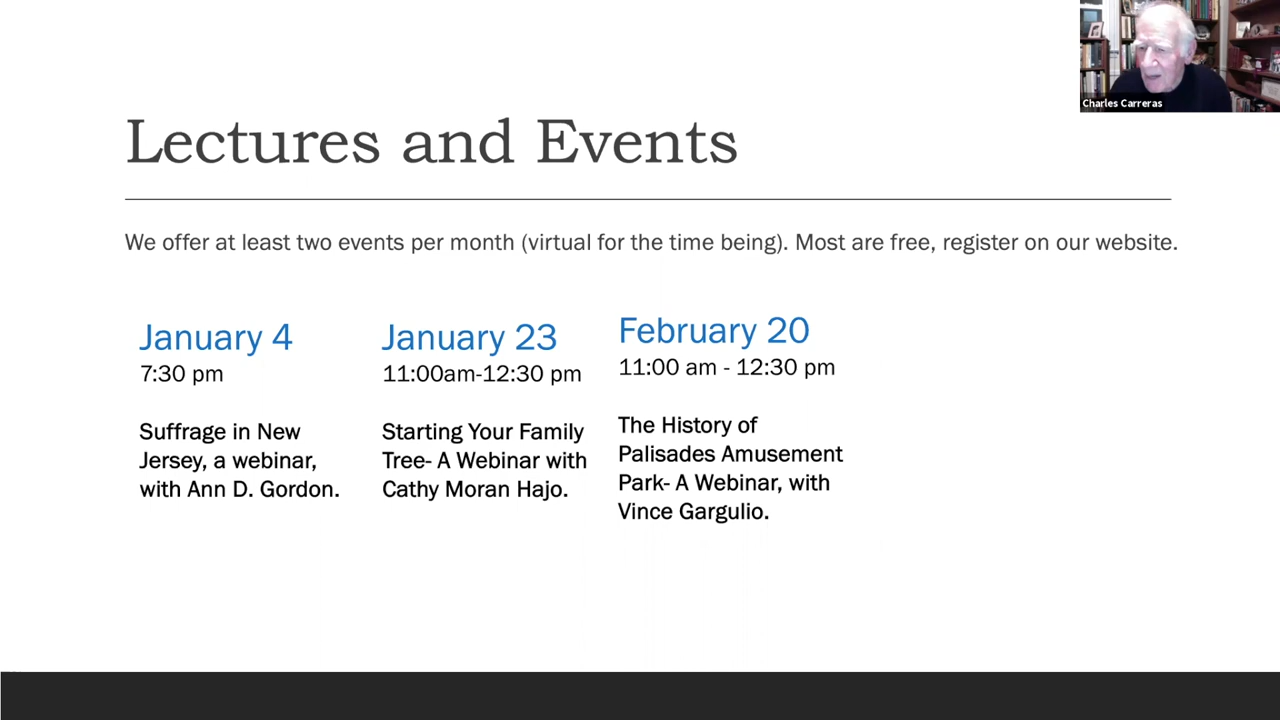 Charles Carreras
Lectures and Events
We offer at least two events per month (virtual for the time being). Most are free, register on our website.
January 4
7:30 pm
Suffrage in New
Jersey, a webinar,
with Ann D. Gordon.
January 23
11:00am-12:30 pm
Starting Your Family
Tree- A Webinar with
Cathy Moran Hajo.
February 20
11:00 am - 12:30 pm
The History of
Palisades Amusement
Park- A Webinar, with
Vince Gargulio.